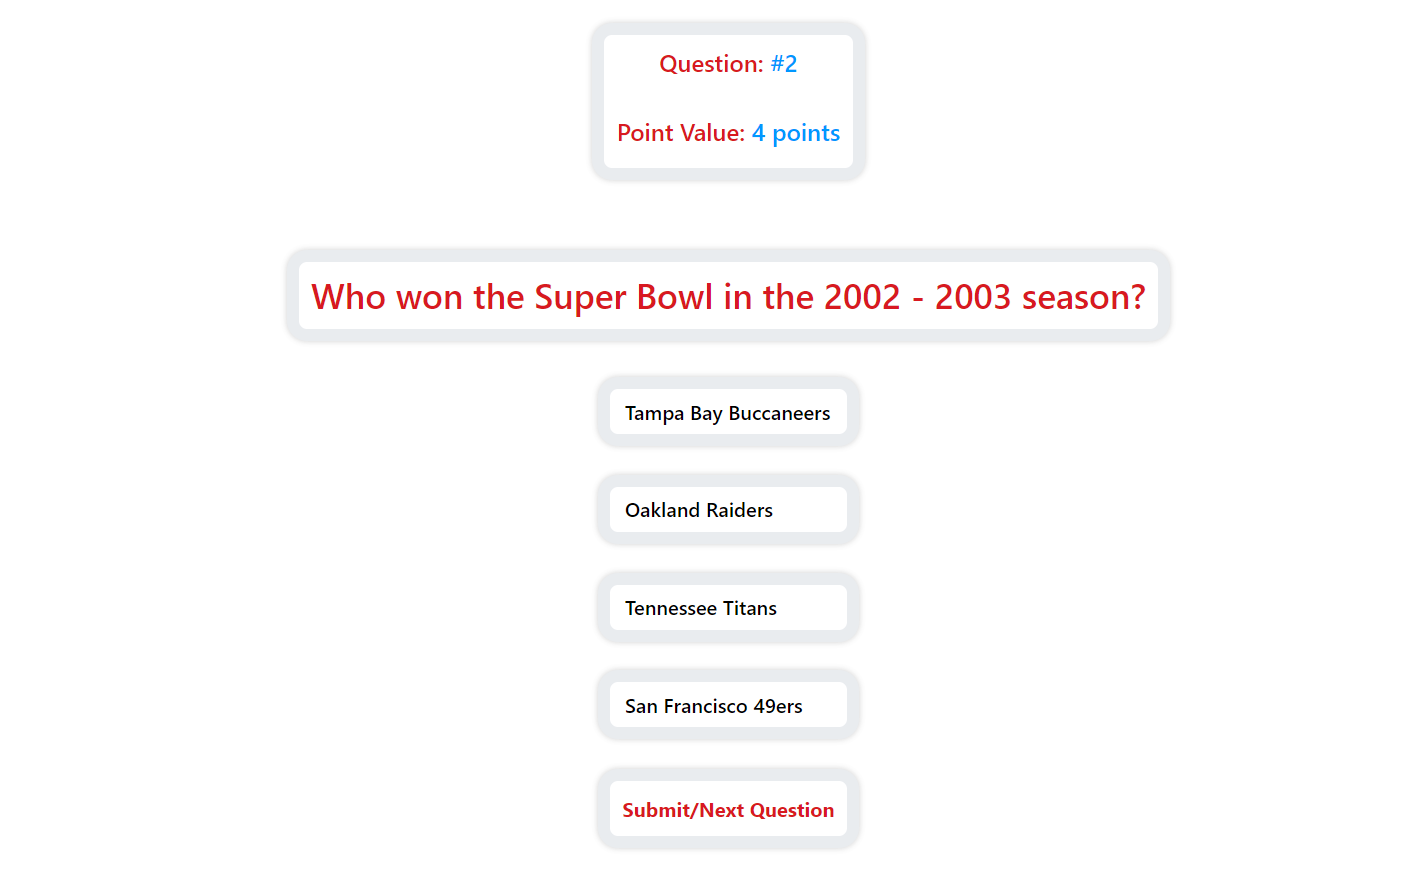 Question: #2
Point Value: 4 points
Who won the Super Bowl in the 2002 - 2003 season?
Tampa Bay Buccaneers
Oakland Raiders
Tennessee Titans
San Francisco 49ers
Submit/Next Question